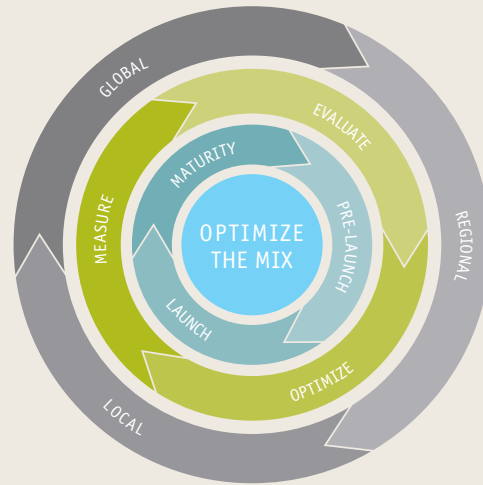 GLOBAL
REGIONAL
LOCAL
EVALUATE
OPTIMIZE
MEASURE
MATURITY
PRE-LAUNCH
LAUNCH
OPTIMIZE
THE MIX